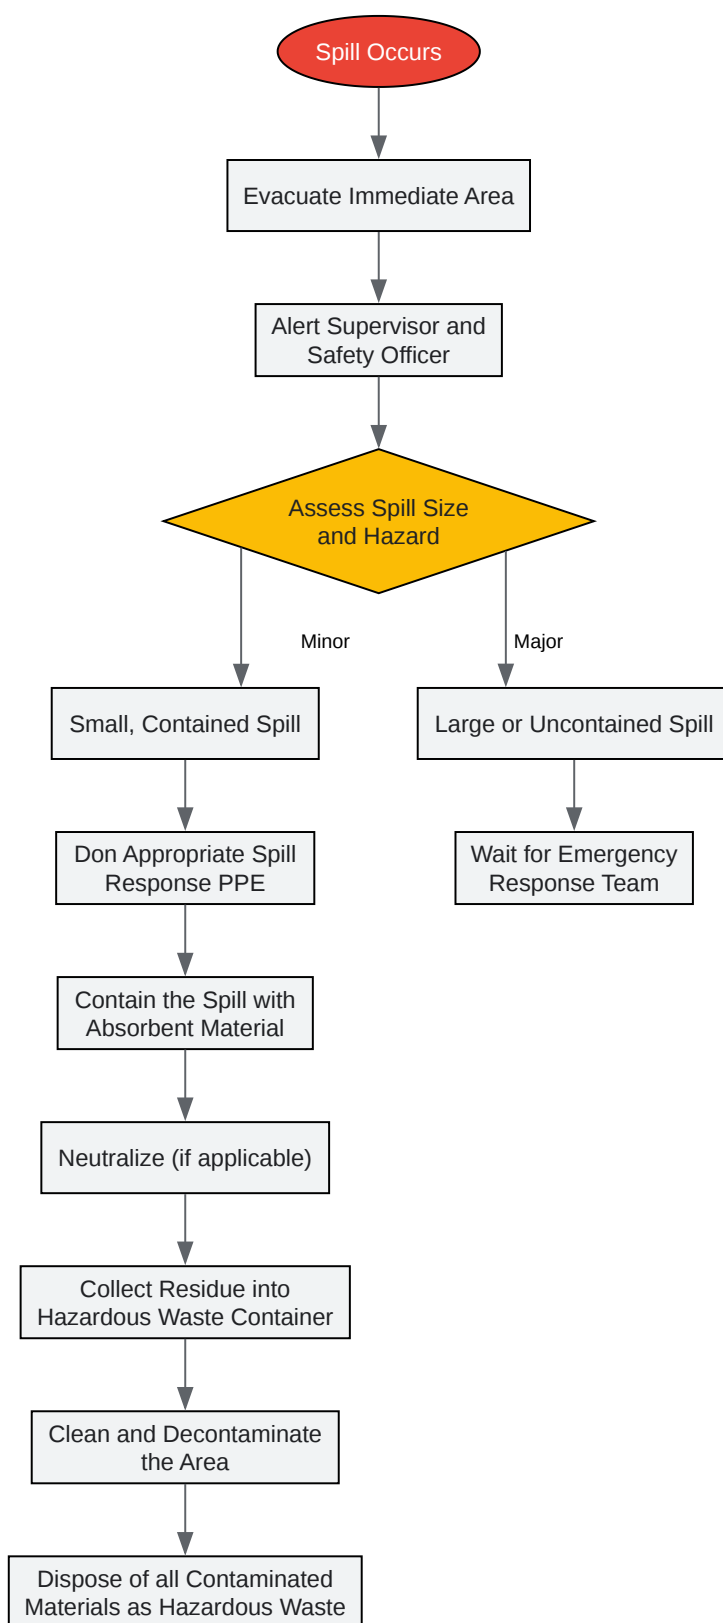 Spill Occurs
Evacuate Immediate Area
Alert Supervisor and
Safety Officer
Assess Spill Size
and Hazard
Minor
Major
Small, Contained Spill
Large or Uncontained Spill
Don Appropriate Spill
Response PPE
Wait for Emergency
Response Team
Contain the Spill with
Absorbent Material
Neutralize (if applicable)
Collect Residue into
Hazardous Waste Container
Clean and Decontaminate
the Area
Dispose of all Contaminated
Materials as Hazardous Waste